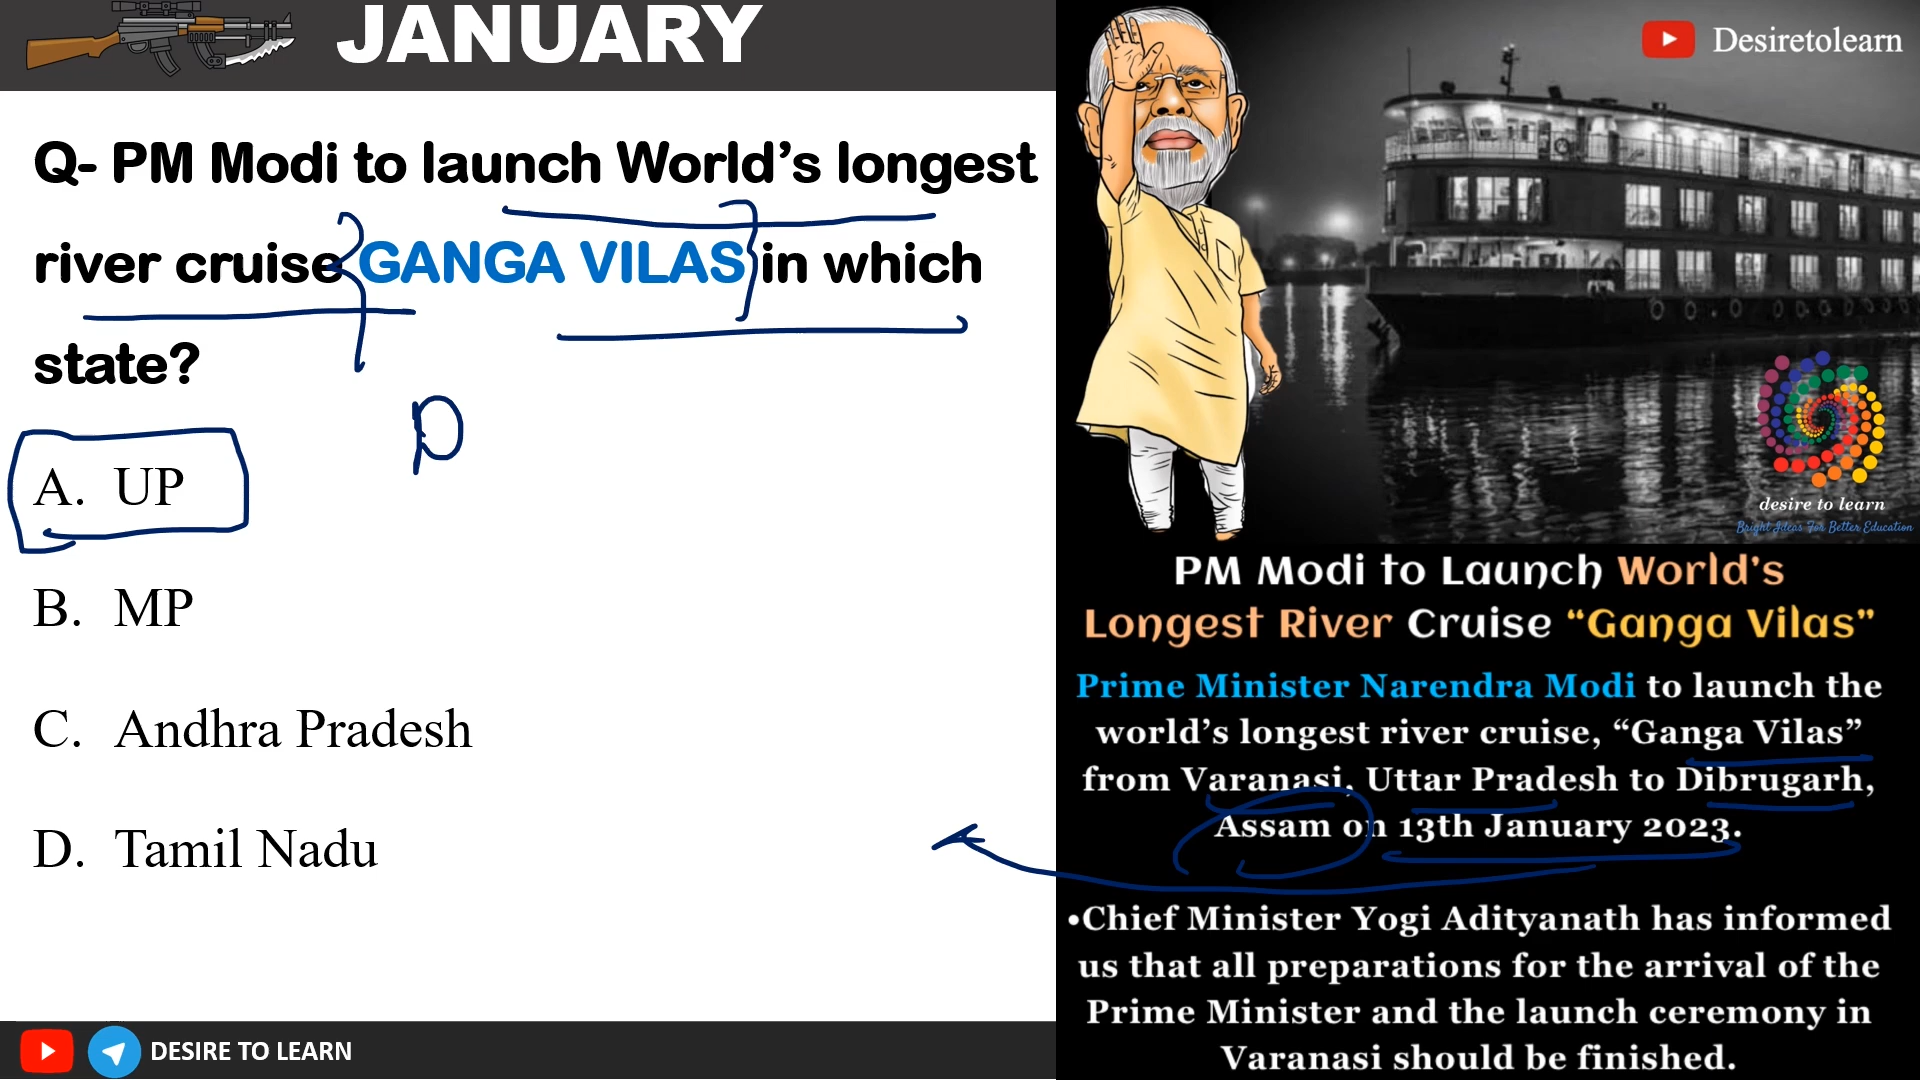 JANUARY
Q- PM Modi to launch World’s longest
river cruise GANGA VILAS in which
state?
A. UP
B. MP
C. Andhra Pradesh
D. Tamil Nadu
DESIRE TO LEARN
Desiretolearn
desire to learn
Bright Ideas For Better Education
PM Modi to Launch World’s
Longest River Cruise “Ganga Vilas”
Prime Minister Narendra Modi to launch the
world’s longest river cruise, “Ganga Vilas”
from Varanasi, Uttar Pradesh to Dibrugarh,
Assam on 13th January 2023.
•Chief Minister Yogi Adityanath has informed
us that all preparations for the arrival of the
Prime Minister and the launch ceremony in
Varanasi should be finished.